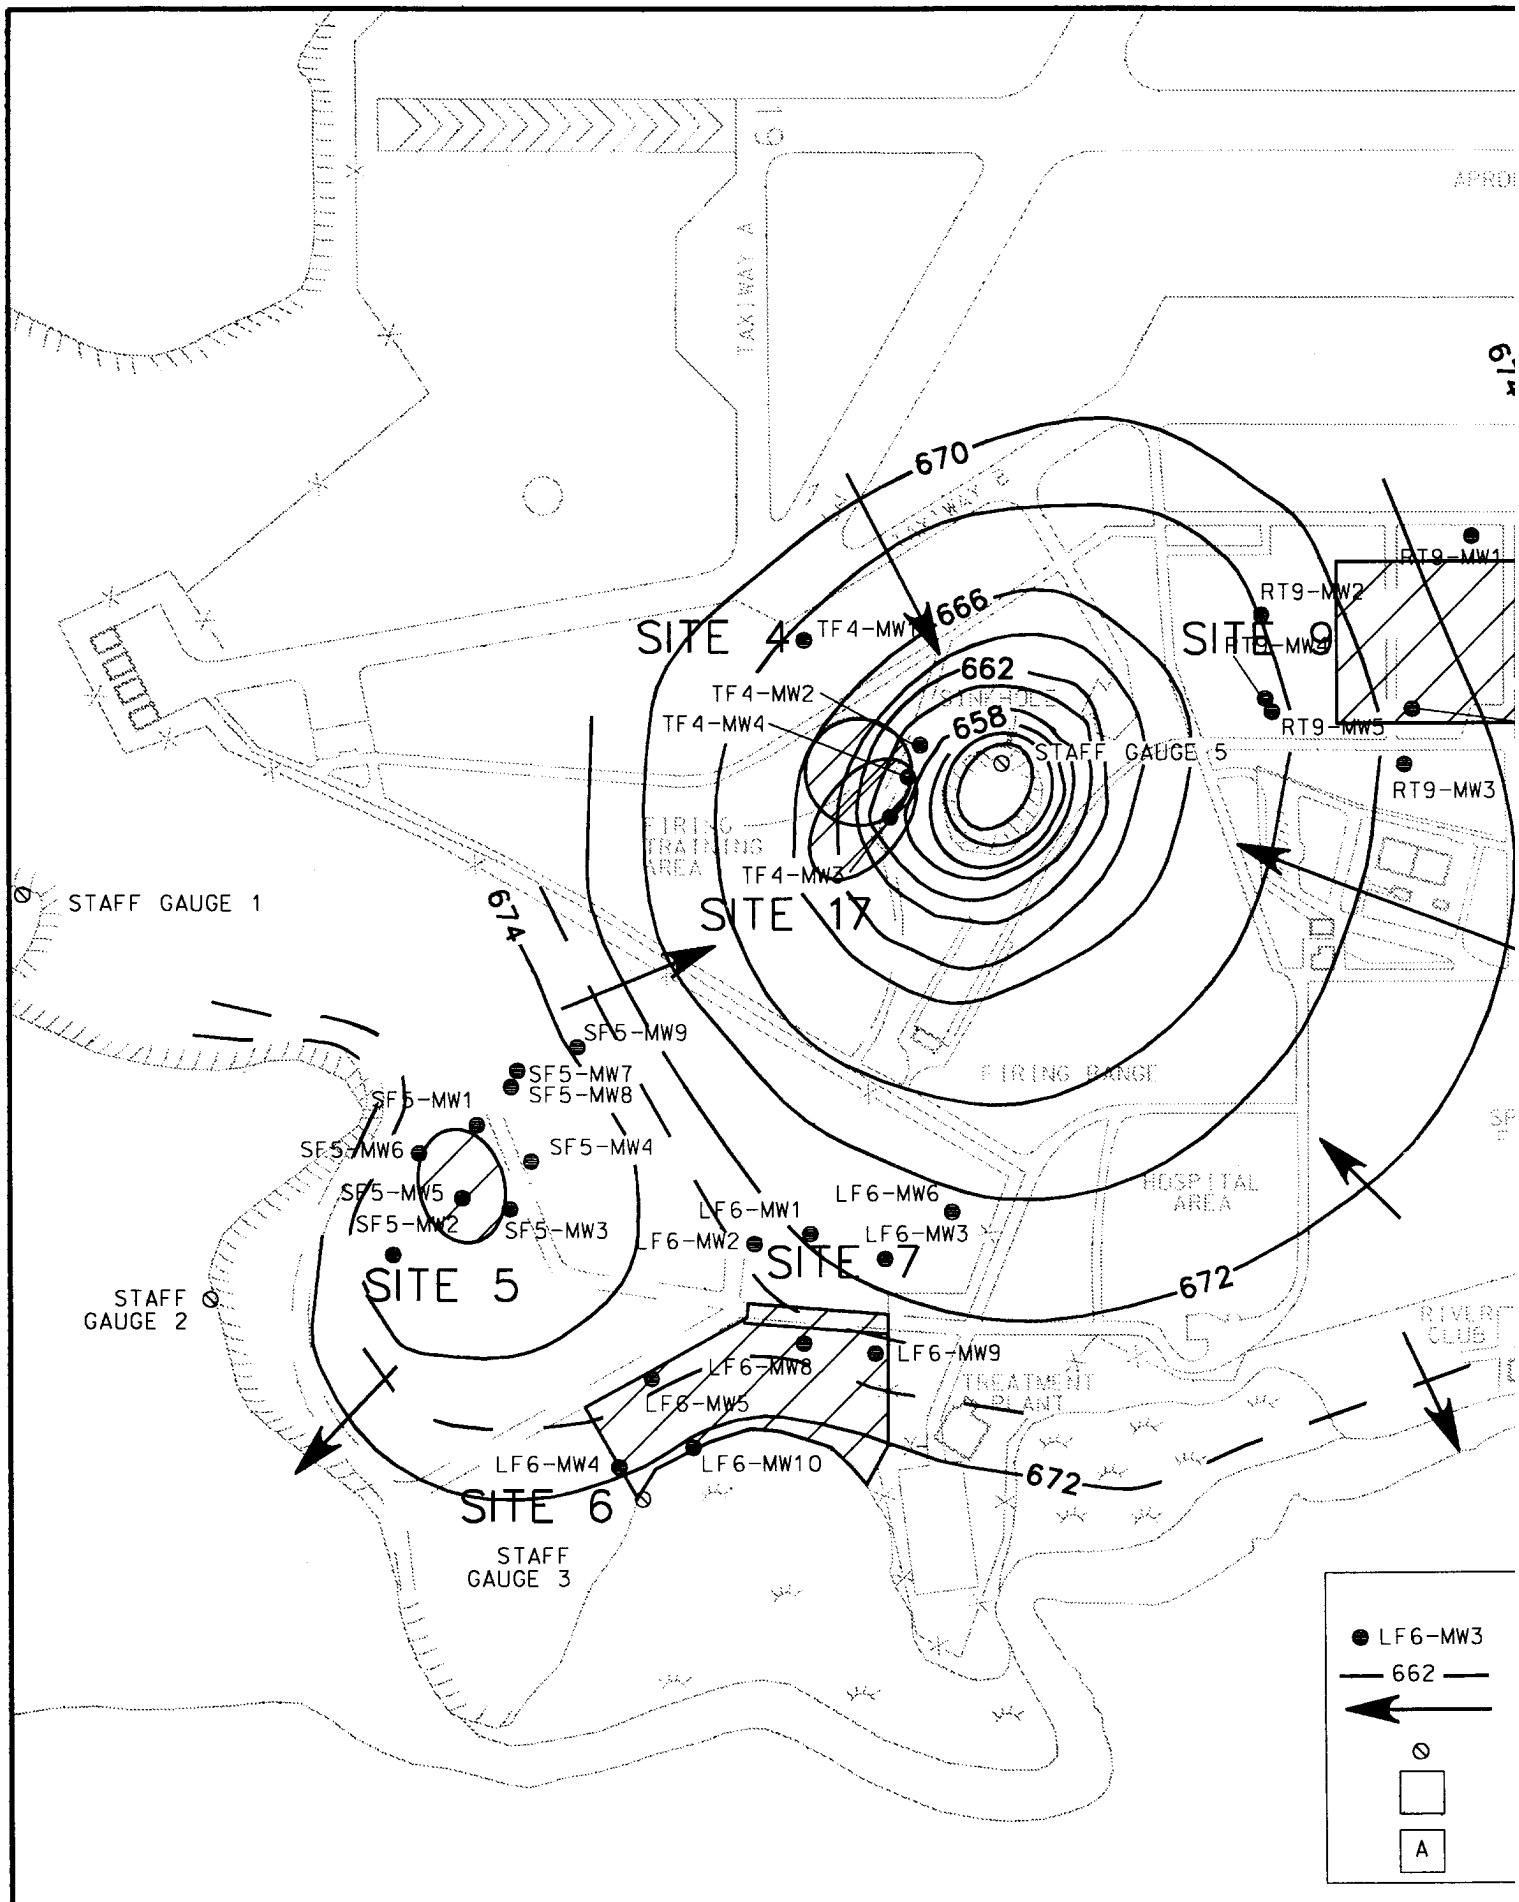 19
APRO
TAXIWAY A
674
670
TAXIWAY B
RT9-MW1
RT9-MW2
666
SITE 4
TF4-MW1
SITE 9
RT9-MW4
662
TF4-MW2
SINKHOLE
TF4-MW4
658
RT9-MW5
STAFF GAUGE 5
RT9-MW3
FIRING
TRAINING
AREA
TF4-MW3
STAFF GAUGE 1
674
SITE 17
SF5-MW9
SF5-MW7
SF5-MW8
FIRING RANGE
SF5-MW1
SF5-MW6
SF5-MW4
SF5-MW5
HOSPITAL
AREA
LF6-MW6
LF6-MW1
SF5-MW2
SF5-MW3
LF6-MW2
LF6-MW3
SITE 7
SITE 5
672
STAFF
GAUGE 2
RIVER
CLUB
LF6-MW8
LF6-MW9
TREATMENT
PLANT
LF6-MW5
LF6-MW4
LF6-MW10
672
SITE 6
STAFF
GAUGE 3
LF6-MW3
662
A